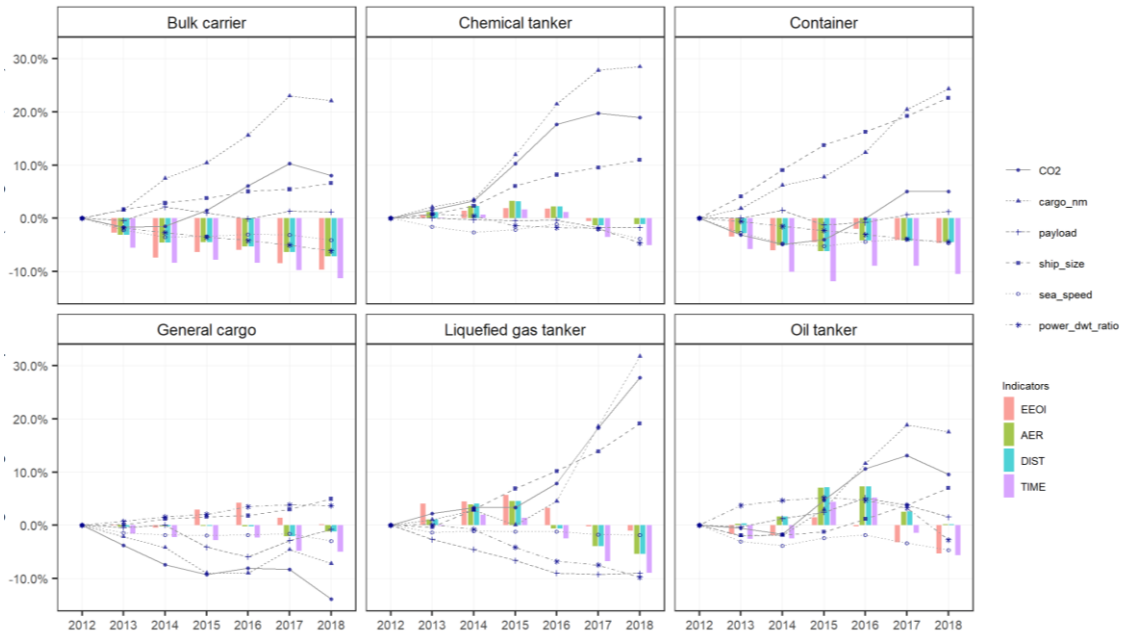 Bulk carrier
Chemical tanker
Container
30.0%
20.0%
10.0%
0.0%
-10.0%
General cargo
Liquefied gas tanker
Oil tanker
30.0%
20.0%
10.0%
0.0%
-10.0%
2012 2013 2014 2015 2016 2017 2018
2012 2013 2014 2015 2016 2017 2018
2012 2013 2014 2015 2016 2017 2018
CO2
cargo_nm
payload
ship_size
sea_speed
power_dwt_ratio
Indicators
EEOI
AER
DIST
TIME